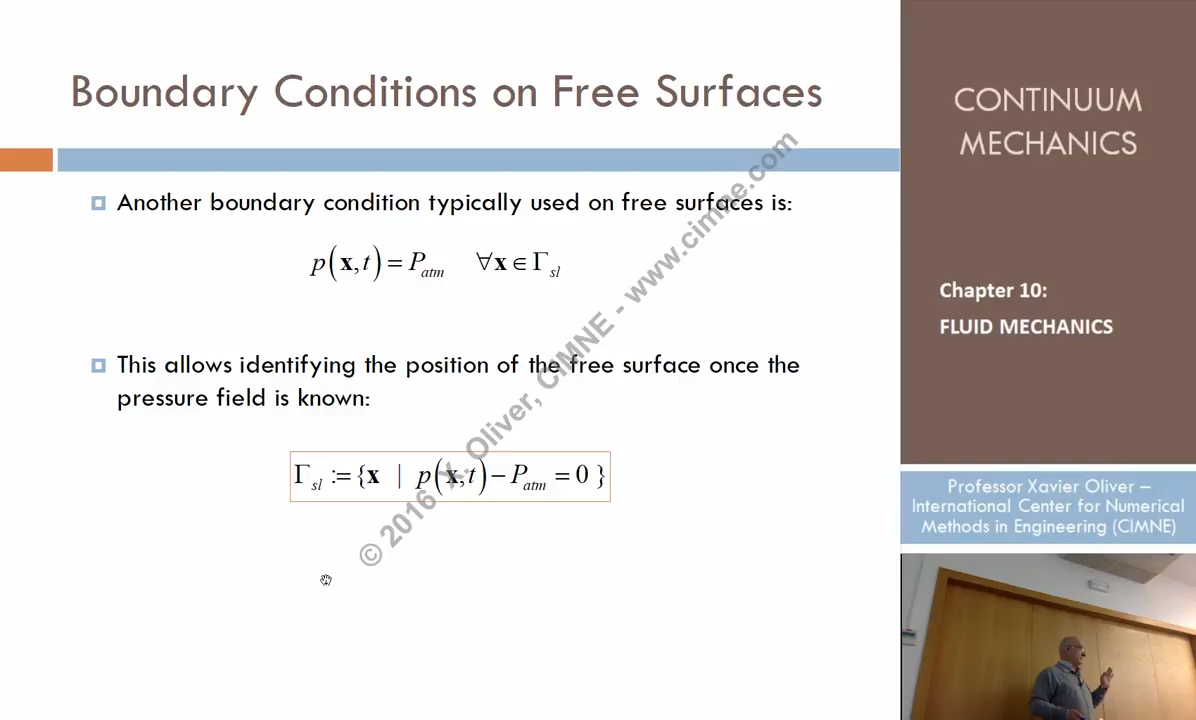 Boundary Conditions on Free Surfaces
Another boundary condition typically used on free surfaces is:
p(x,t) = P_atm ∀x ∈ Γ_sl
This allows identifying the position of the free surface once the
pressure field is known:
Γ_sl := {x | p(x,t) − P_atm = 0 }
© 2016 X. Oliver, CIMNE - www.cimne.com
CONTINUUM
MECHANICS
Chapter 10:
FLUID MECHANICS
Professor Xavier Oliver –
International Center for Numerical
Methods in Engineering (CIMNE)